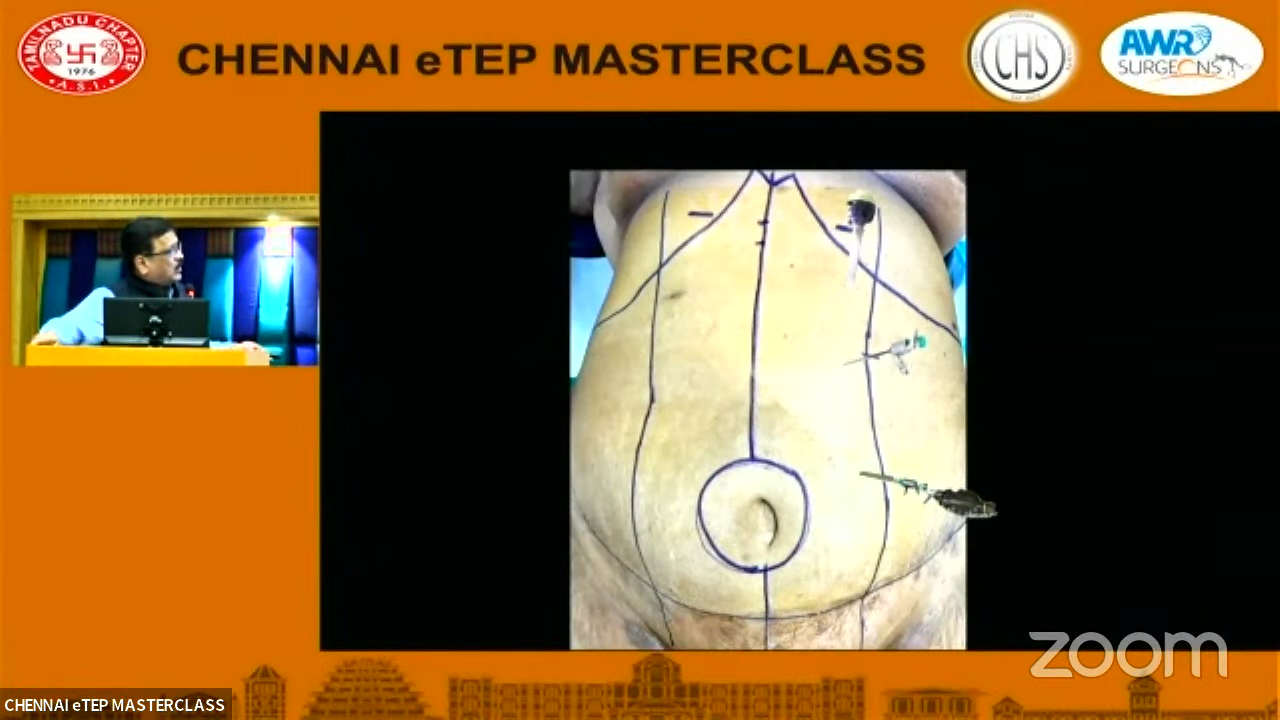 TAMILNADU CHAPTER
1976
A.S.I.
CHENNAI eTEP MASTERCLASS
CHS
AWR
SURGEONS
zoom
CHENNAI eTEP MASTERCLASS